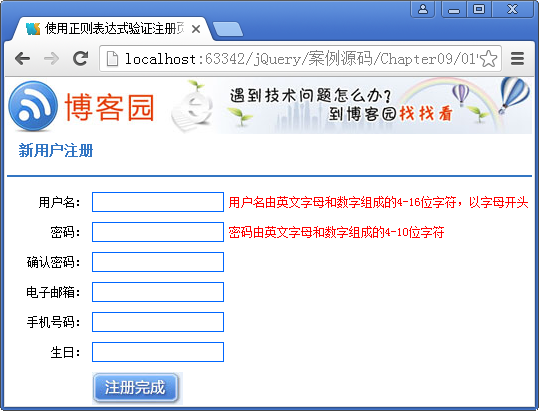 使用正则表达式验证注册页
localhost:63342/jQuery/案例源码/Chapter09/01
博客园
遇到技术问题怎么办?
到博客园找找看
新用户注册
用户名: 用户名由英文字母和数字组成的4-16位字符，以字母开头
密码: 密码由英文字母和数字组成的4-10位字符
确认密码:
电子邮箱:
手机号码:
生日:
注册完成